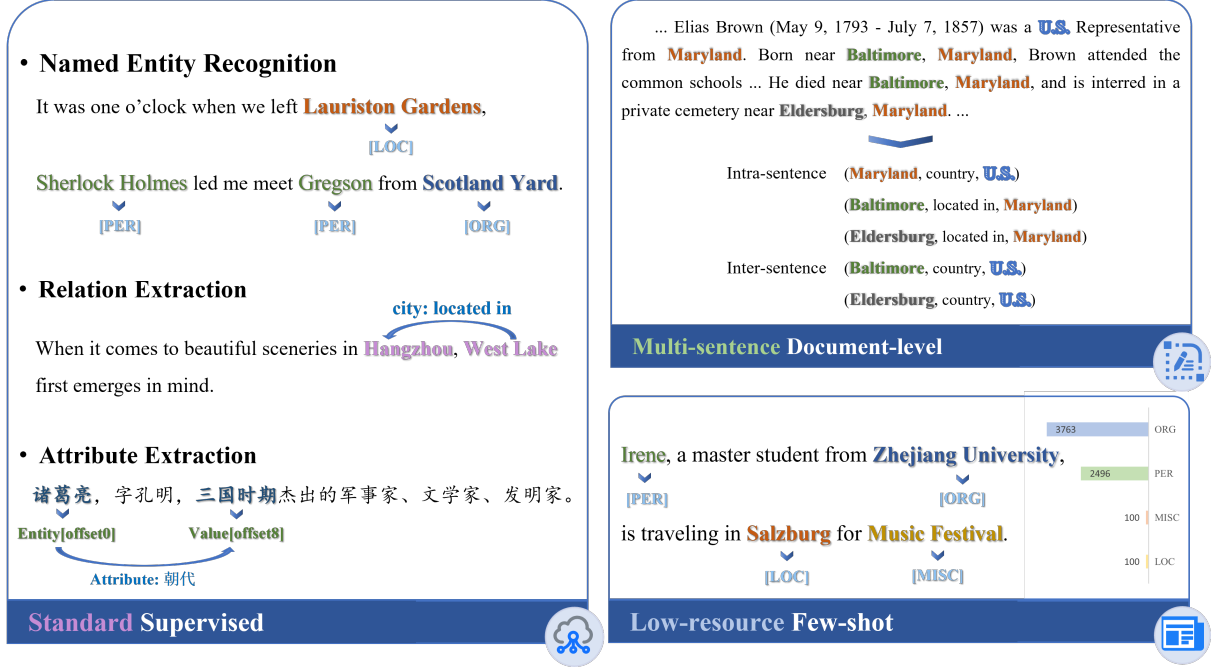 • Named Entity Recognition
It was one o’clock when we left Lauriston Gardens,
[LOC]
Sherlock Holmes led me meet Gregson from Scotland Yard.
[PER] [PER] [ORG]
• Relation Extraction
city: located in
When it comes to beautiful sceneries in Hangzhou, West Lake
first emerges in mind.
• Attribute Extraction
诸葛亮，字孔明，三国时期杰出的军事家、文学家、发明家。
Entity[offset0] Value[offset8]
Attribute: 朝代
Standard Supervised
... Elias Brown (May 9, 1793 - July 7, 1857) was a U.S. Representative
from Maryland. Born near Baltimore, Maryland, Brown attended the
common schools ... He died near Baltimore, Maryland, and is interred in a
private cemetery near Eldersburg, Maryland. ...
Intra-sentence (Maryland, country, U.S.)
(Baltimore, located in, Maryland)
(Eldersburg, located in, Maryland)
Inter-sentence (Baltimore, country, U.S.)
(Eldersburg, country, U.S.)
Multi-sentence Document-level
Irene, a master student from Zhejiang University,
[PER] [ORG]
is traveling in Salzburg for Music Festival.
[LOC] [MISC]
3763 ORG
2496 PER
100 MISC
100 LOC
Low-resource Few-shot